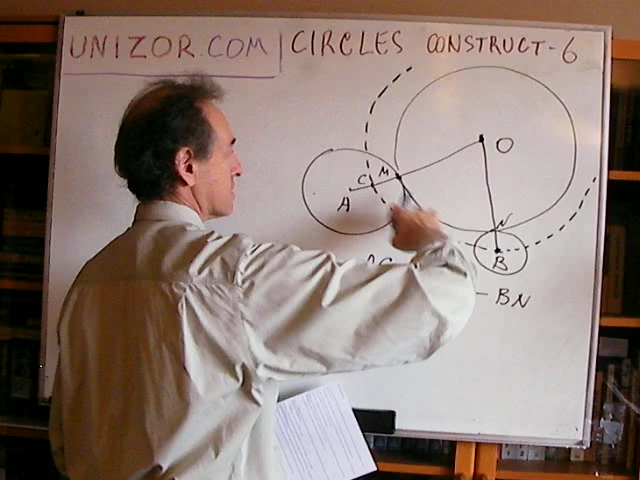 UNIZOR.COM | CIRCLES CONSTRUCT-6
O
M
C
A
N
B
- BN